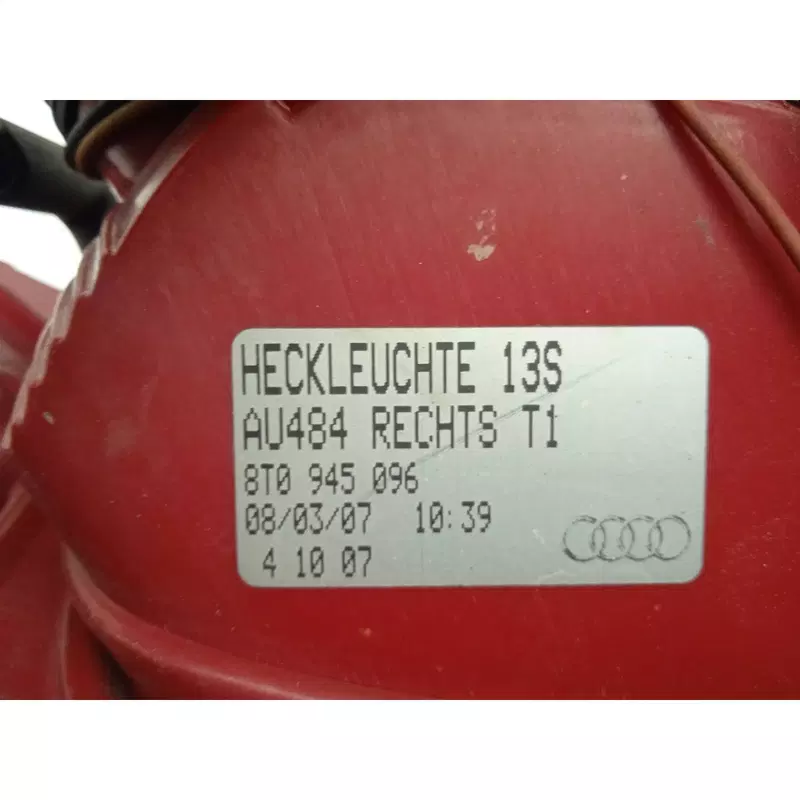 HECKLEUCHTE 13S
AU484 RECHTS T1
8T0 945 096
08/03/07 10:39
4 10 07